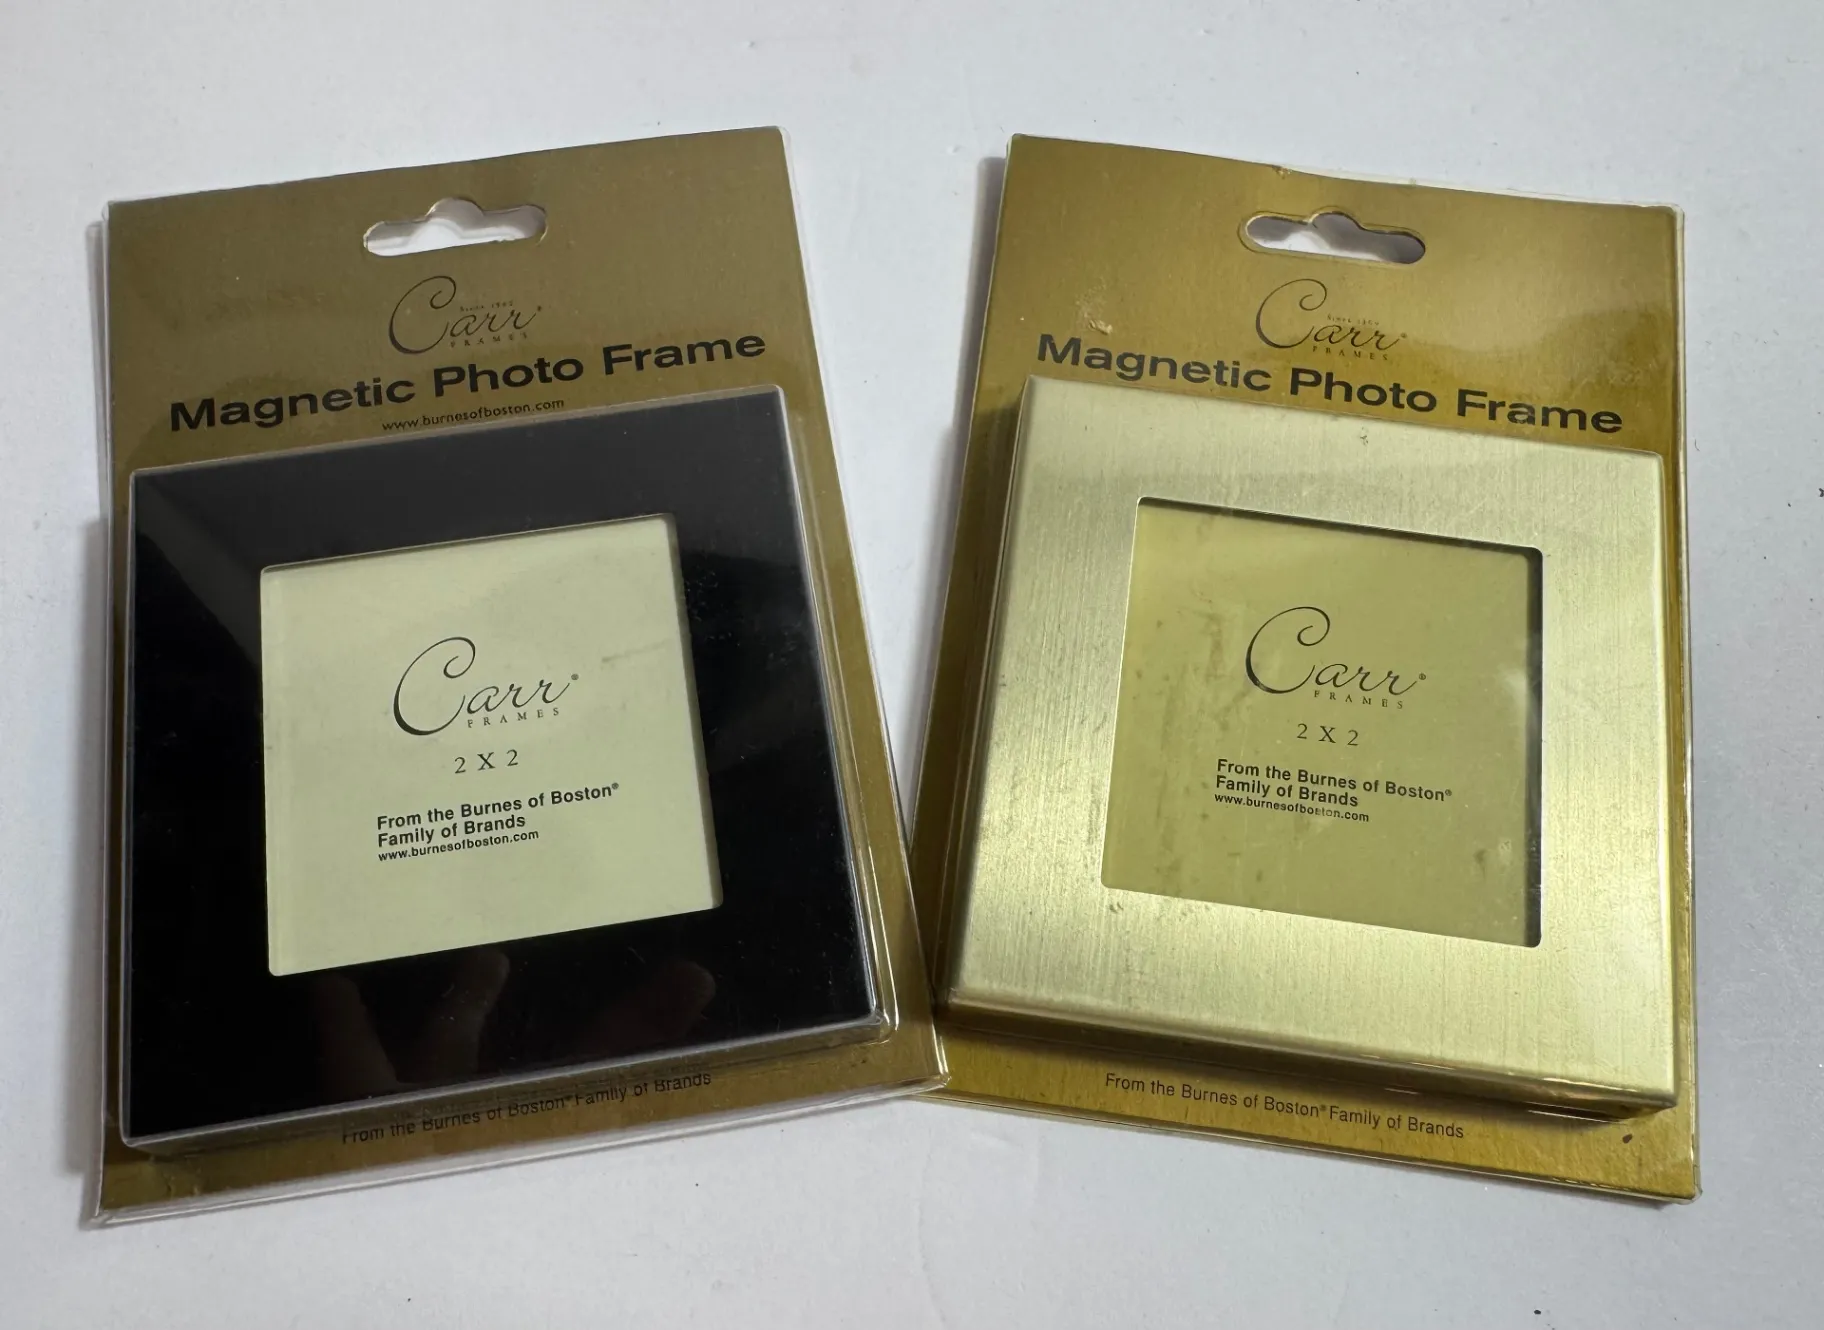 Carr®
FRAMES
Magnetic Photo Frame
www.burnesofboston.com
Carr®
FRAMES
2 X 2
From the Burnes of Boston®
Family of Brands
www.burnesofboston.com
From the Burnes of Boston® Family of Brands
Carr®
FRAMES
Magnetic Photo Frame
Carr®
FRAMES
2 X 2
From the Burnes of Boston®
Family of Brands
www.burnesofboston.com
From the Burnes of Boston® Family of Brands